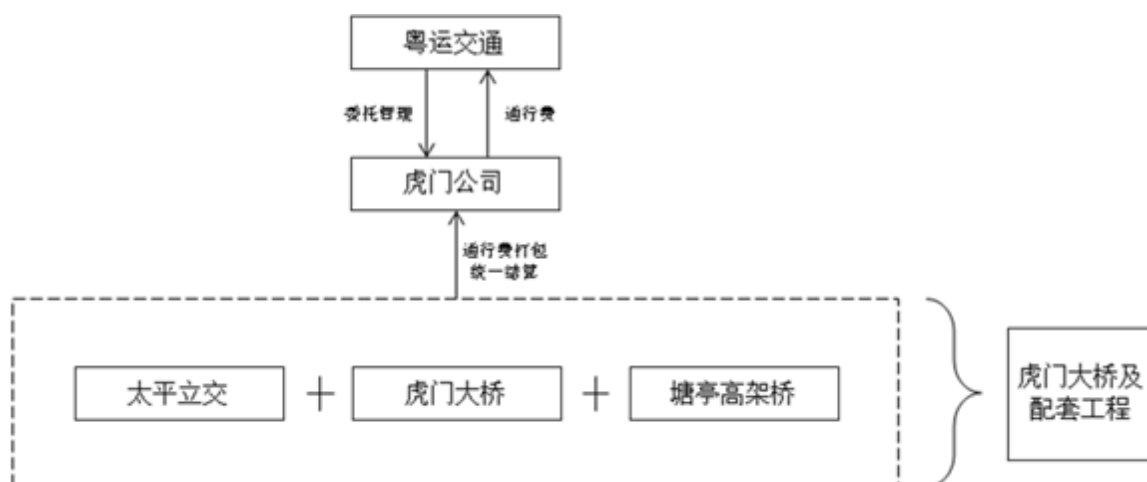 粤运交通
委托管理
通行费
虎门公司
通行费打包
统一结算
太平立交
+
虎门大桥
+
塘亭高架桥
虎门大桥及
配套工程